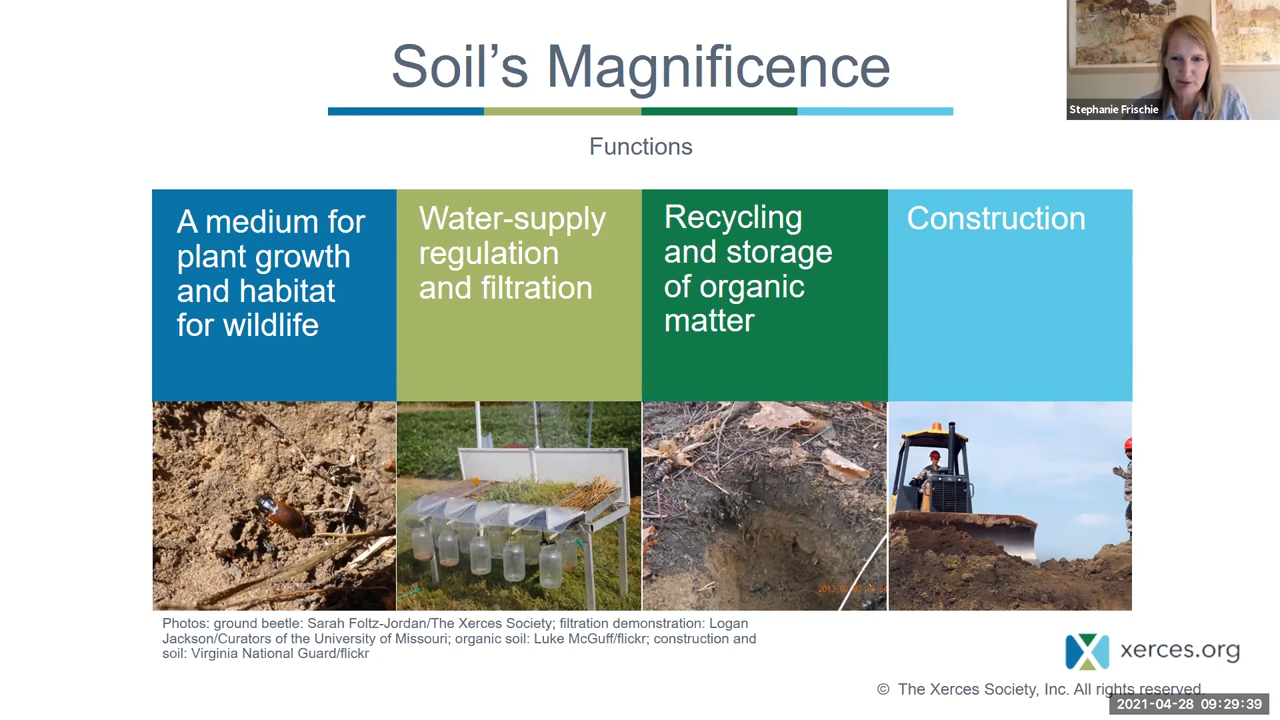 Soil's Magnificence
Stephanie Frischie
Functions
A medium for
plant growth
and habitat
for wildlife
Water-supply
regulation
and filtration
Recycling
and storage
of organic
matter
Construction
Photos: ground beetle: Sarah Foltz-Jordan/The Xerces Society; filtration demonstration: Logan
Jackson/Curators of the University of Missouri; organic soil: Luke McGuff/flickr; construction and
soil: Virginia National Guard/flickr
xerces.org
© The Xerces Society, Inc. All rights reserved.
2021-04-28 09:29:39